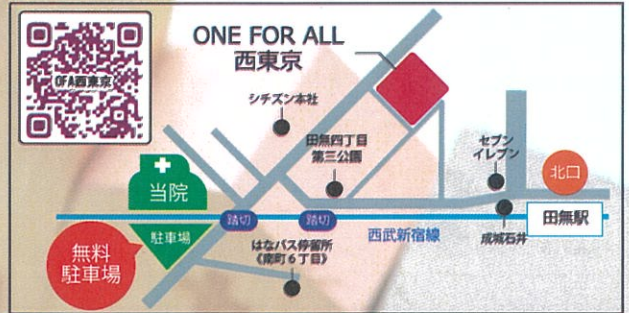 ONE FOR ALL
西東京
OFA西東京
シチズン本社
田無四丁目
第三公園
セブン
イレブン
北口
当院
駐車場
踏切
踏切
西武新宿線
成城石井
田無駅
無料
駐車場
はなバス停留所
《南町6丁目》